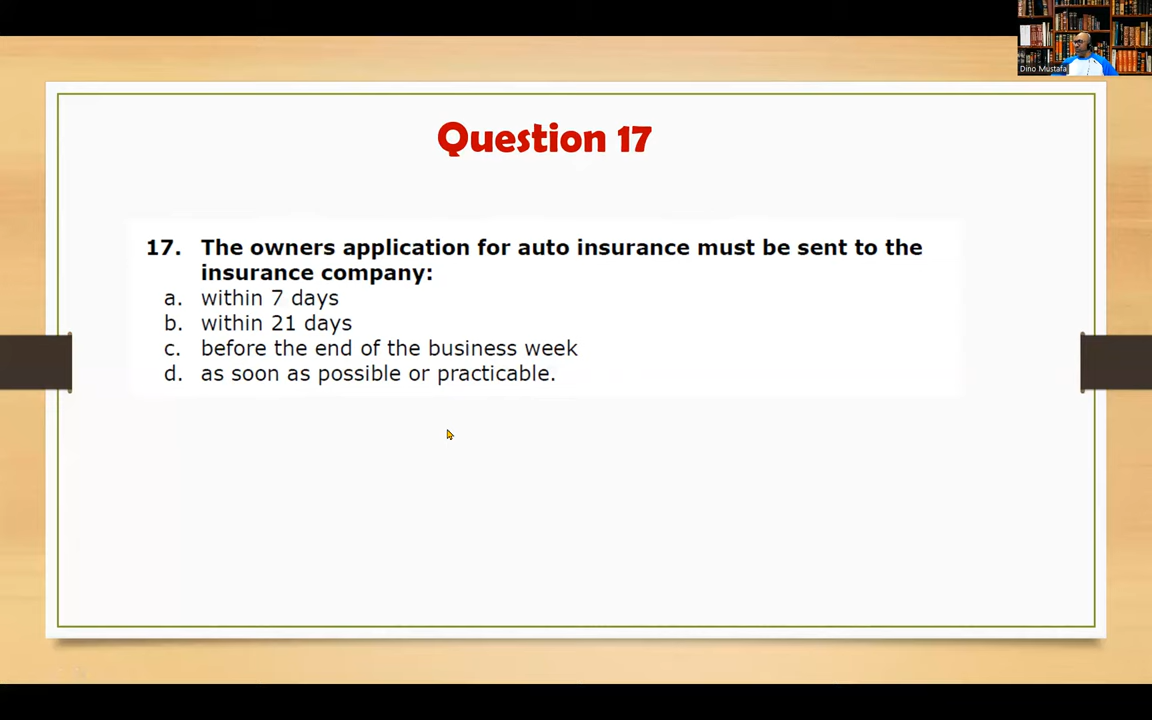 Dino Mustafa
Question 17
17. The owners application for auto insurance must be sent to the
insurance company:
a. within 7 days
b. within 21 days
c. before the end of the business week
d. as soon as possible or practicable.